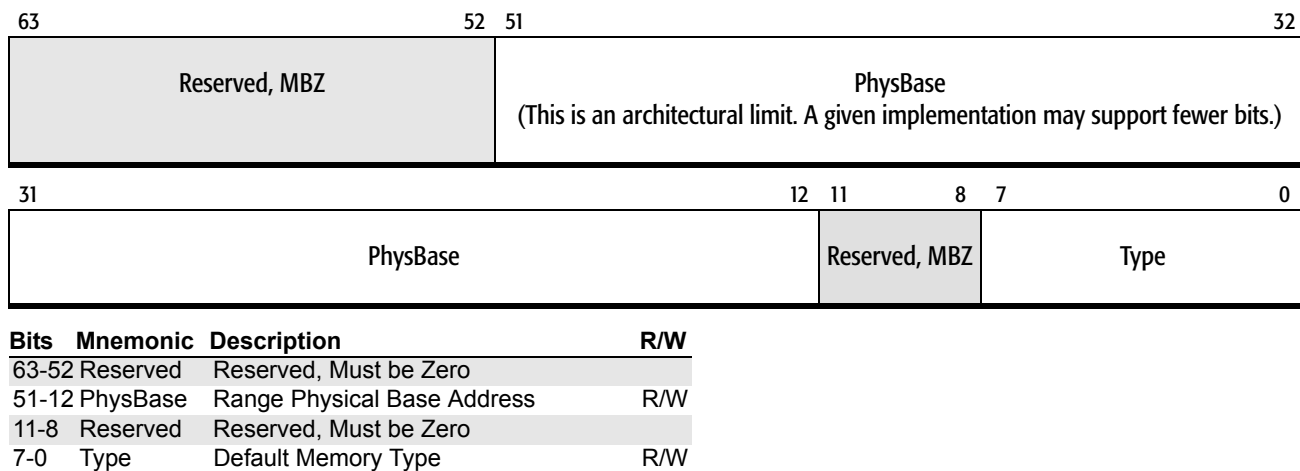 63 52 51 32
Reserved, MBZ
PhysBase
(This is an architectural limit. A given implementation may support fewer bits.)
31 12 11 8 7 0
PhysBase Reserved, MBZ Type
Bits Mnemonic Description R/W
63-52 Reserved Reserved, Must be Zero
51-12 PhysBase Range Physical Base Address R/W
11-8 Reserved Reserved, Must be Zero
7-0 Type Default Memory Type R/W